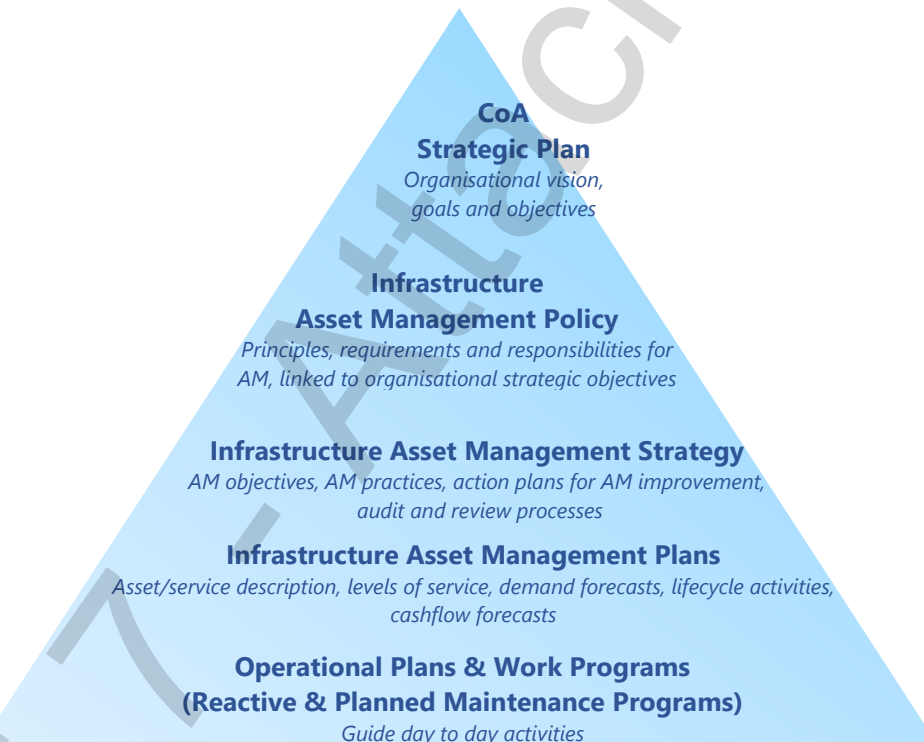 CoA
Strategic Plan
Organisational vision,
goals and objectives
Infrastructure
Asset Management Policy
Principles, requirements and responsibilities for
AM, linked to organisational strategic objectives
Infrastructure Asset Management Strategy
AM objectives, AM practices, action plans for AM improvement,
audit and review processes
Infrastructure Asset Management Plans
Asset/service description, levels of service, demand forecasts, lifecycle activities,
cashflow forecasts
Operational Plans & Work Programs
(Reactive & Planned Maintenance Programs)
Guide day to day activities
7 - Attac